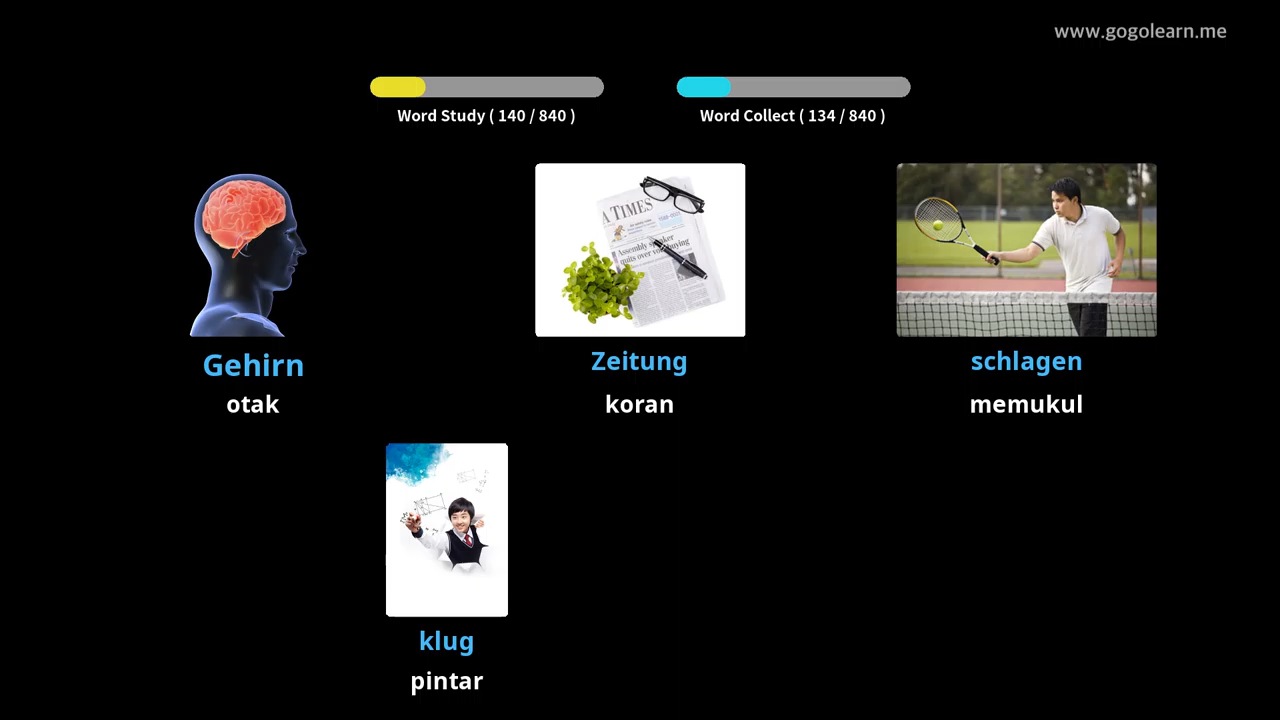 www.gogolearn.me
Word Study ( 140 / 840 )
Word Collect ( 134 / 840 )
A TIMES
Gehirn
Zeitung
schlagen
otak
koran
memukul
klug
pintar